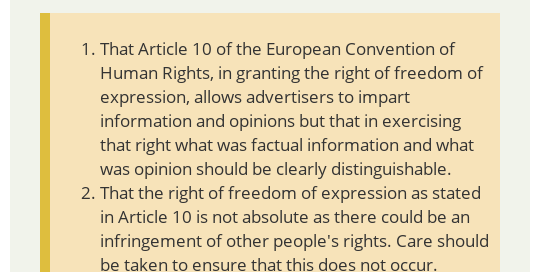 1. That Article 10 of the European Convention of
Human Rights, in granting the right of freedom of
expression, allows advertisers to impart
information and opinions but that in exercising
that right what was factual information and what
was opinion should be clearly distinguishable.
2. That the right of freedom of expression as stated
in Article 10 is not absolute as there could be an
infringement of other people's rights. Care should
be taken to ensure that this does not occur.